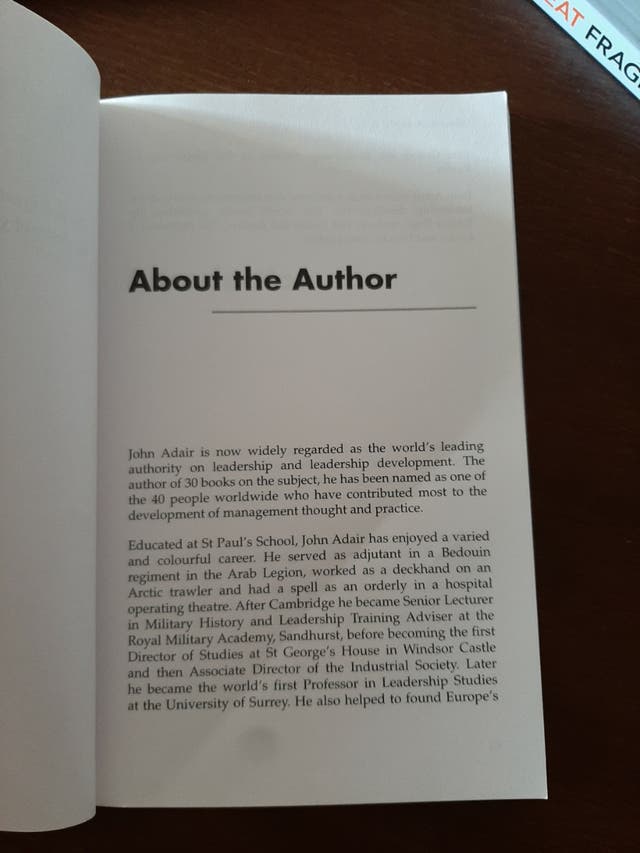 EAT FRAG
About the Author
John Adair is now widely regarded as the world's leading
authority on leadership and leadership development. The
author of 30 books on the subject, he has been named as one of
the 40 people worldwide who have contributed most to the
development of management thought and practice.
Educated at St Paul's School, John Adair has enjoyed a varied
and colourful career. He served as adjutant in a Bedouin
regiment in the Arab Legion, worked as a deckhand on an
Arctic trawler and had a spell as an orderly in a hospital
operating theatre. After Cambridge he became Senior Lecturer
in Military History and Leadership Training Adviser at the
Royal Military Academy, Sandhurst, before becoming the first
Director of Studies at St George's House in Windsor Castle
and then Associate Director of the Industrial Society. Later
he became the world's first Professor in Leadership Studies
at the University of Surrey. He also helped to found Europe's